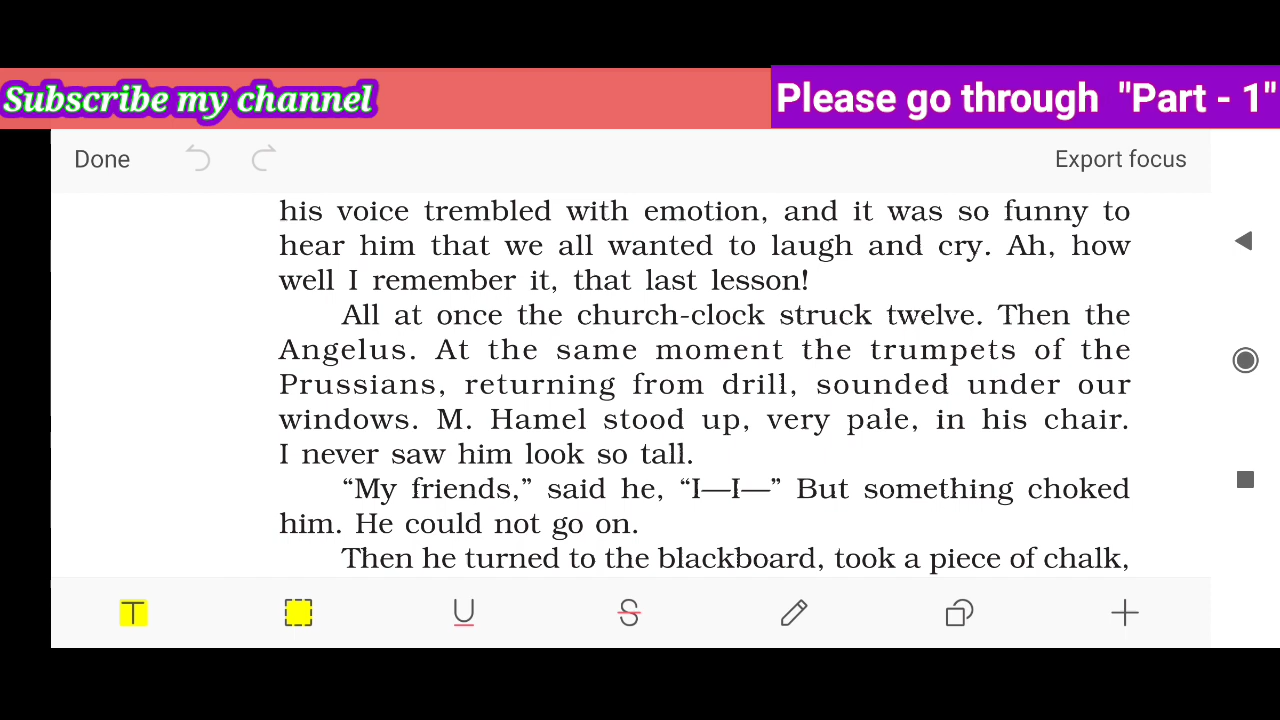 Subscribe my channel
Please go through "Part - 1"
Done
Export focus
his voice trembled with emotion, and it was so funny to
hear him that we all wanted to laugh and cry. Ah, how
well I remember it, that last lesson!
All at once the church-clock struck twelve. Then the
Angelus. At the same moment the trumpets of the
Prussians, returning from drill, sounded under our
windows. M. Hamel stood up, very pale, in his chair.
I never saw him look so tall.
“My friends,” said he, “I—I—” But something choked
him. He could not go on.
Then he turned to the blackboard, took a piece of chalk,
T U S